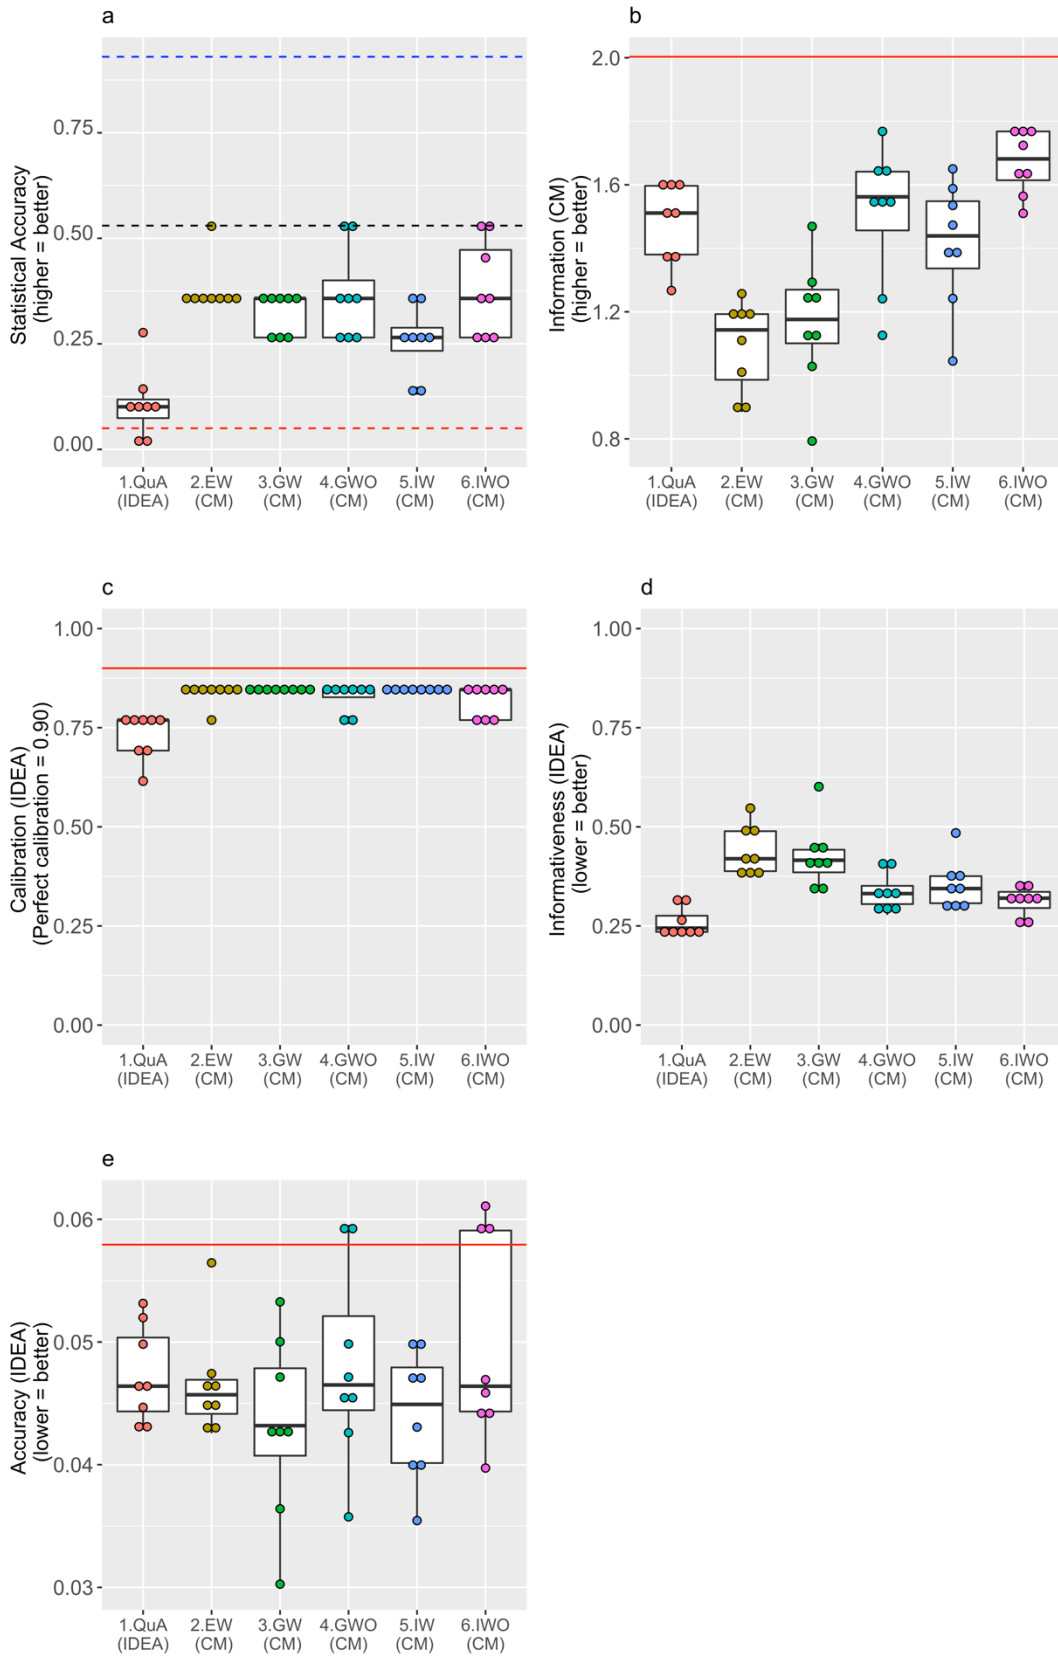 a
Statistical Accuracy
(higher = better)
0.75
0.50
0.25
0.00
1.QuA
(IDEA)
2.EW
(CM)
3.GW
(CM)
4.GWO
(CM)
5.IW
(CM)
6.IWO
(CM)
b
Information (CM)
(higher = better)
2.0
1.6
1.2
0.8
1.QuA
(IDEA)
2.EW
(CM)
3.GW
(CM)
4.GWO
(CM)
5.IW
(CM)
6.IWO
(CM)
c
Calibration (IDEA)
(Perfect calibration = 0.90)
1.00
0.75
0.50
0.25
0.00
1.QuA
(IDEA)
2.EW
(CM)
3.GW
(CM)
4.GWO
(CM)
5.IW
(CM)
6.IWO
(CM)
d
Informativeness (IDEA)
(lower = better)
1.00
0.75
0.50
0.25
0.00
1.QuA
(IDEA)
2.EW
(CM)
3.GW
(CM)
4.GWO
(CM)
5.IW
(CM)
6.IWO
(CM)
e
Accuracy (IDEA)
(lower = better)
0.06
0.05
0.04
0.03
1.QuA
(IDEA)
2.EW
(CM)
3.GW
(CM)
4.GWO
(CM)
5.IW
(CM)
6.IWO
(CM)